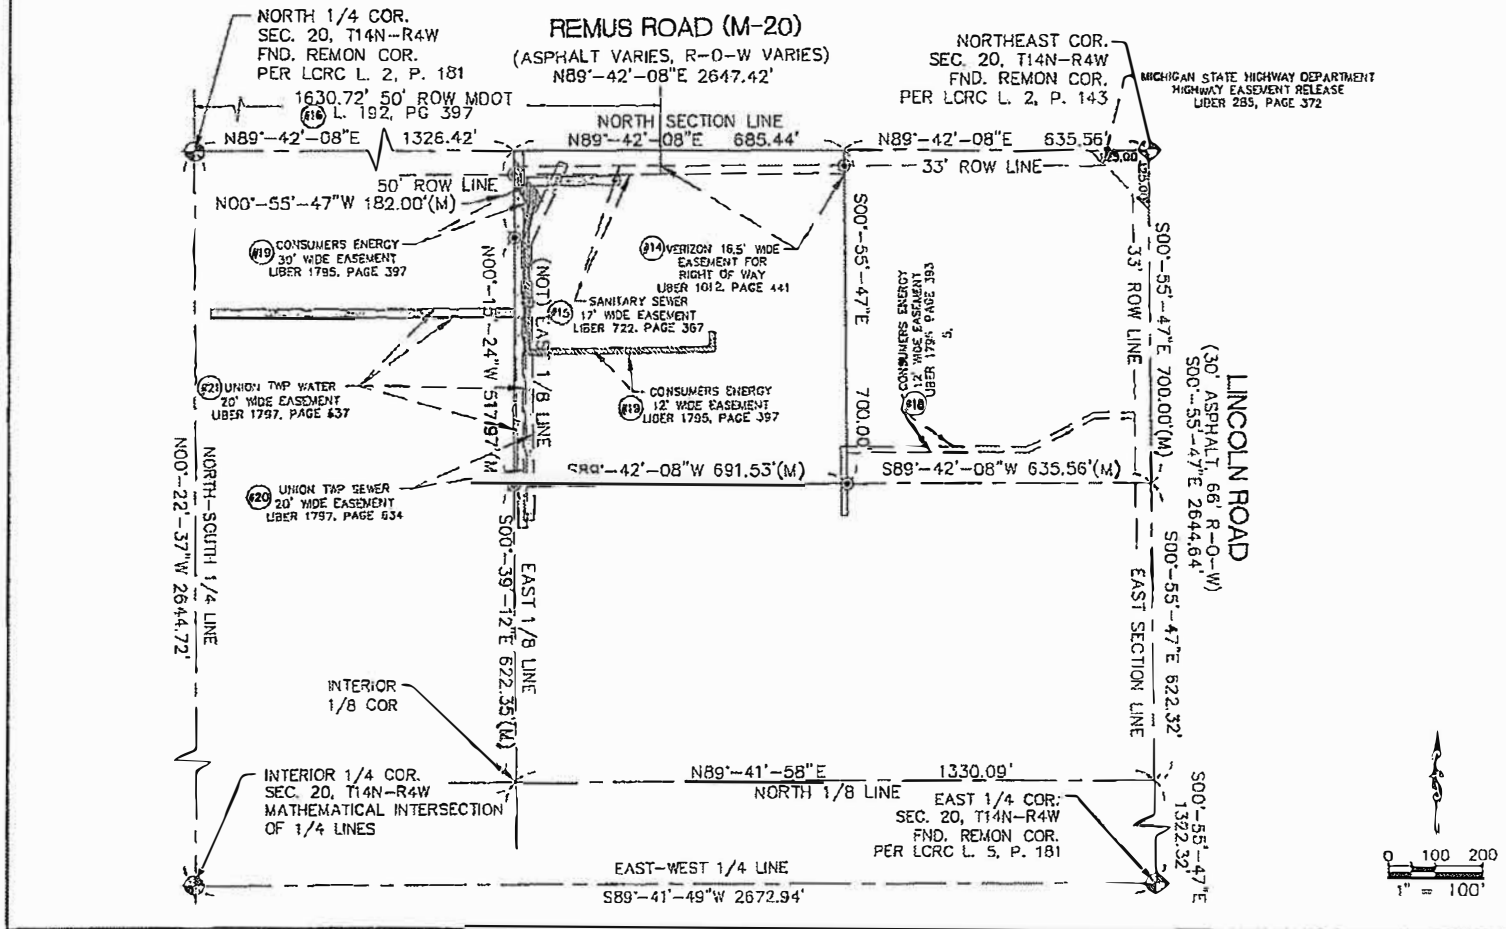 NORTH 1/4 COR.
SEC. 20, T14N-R4W
FND. REMON COR.
PER LCRC L. 2, P. 181
REMUS ROAD (M-20)
(ASPHALT VARIES, R-O-W VARIES)
N89°-42'-08"E 2647.42'
NORTHEAST COR.
SEC. 20, T14N-R4W
FND. REMON COR.
PER LCRC L. 2, P. 143
MICHIGAN STATE HIGHWAY DEPARTMENT
HIGHWAY EASEMENT RELEASE
LIBER 285, PAGE 372
1630.72' 50' ROW MDOT
#16 L. 192, PG 397
NORTH SECTION LINE
N89°-42'-08"E 1326.42'
N89°-42'-08"E 685.44'
N89°-42'-08"E 635.56'
125.00
125.00
50' ROW LINE
33' ROW LINE
N00°-55'-47"W 182.00'(M)
#19 CONSUMERS ENERGY
30' WIDE EASEMENT
LIBER 1795, PAGE 397
#14 VERIZON 16.5' WIDE
EASEMENT FOR
RIGHT OF WAY
LIBER 1012, PAGE 441
#15 SANITARY SEWER
17' WIDE EASEMENT
LIBER 722, PAGE 367
N00°-15'-24"W 517.97'(M)
(NOT) EAST 1/8 LINE
S00°-55'-47"E 700.00
CONSUMERS ENERGY
12' WIDE EASEMENT
LIBER 1795 PAGE 393
#18
S00°-55'-47"E 700.00'(M)
33' ROW LINE
LINCOLN ROAD
(30' ASPHALT, 66' R-O-W)
S00°-55'-47"E 2644.64'
#21 UNION TWP WATER
20' WIDE EASEMENT
LIBER 1797, PAGE 637
CONSUMERS ENERGY
#19 12' WIDE EASEMENT
LIBER 1795, PAGE 397
S89°-42'-08"W 691.53'(M)
S89°-42'-08"W 635.56'(M)
#20 UNION TWP SEWER
20' WIDE EASEMENT
LIBER 1797, PAGE 634
NORTH-SOUTH 1/4 LINE
N00°-22'-37"W 2644.72'
S00°-39'-12"E 622.35'(M)
EAST 1/8 LINE
EAST SECTION LINE
S00°-55'-47"E 622.32'
INTERIOR
1/8 COR
N89°-41'-58"E 1330.09'
NORTH 1/8 LINE
INTERIOR 1/4 COR.
SEC. 20, T14N-R4W
MATHEMATICAL INTERSECTION
OF 1/4 LINES
EAST 1/4 COR.
SEC. 20, T14N-R4W
FND. REMON COR.
PER LCRC L. 5, P. 181
S00°-55'-47"E
1322.32'
EAST-WEST 1/4 LINE
S89°-41'-49"W 2672.94'
0 100 200
1" = 100'